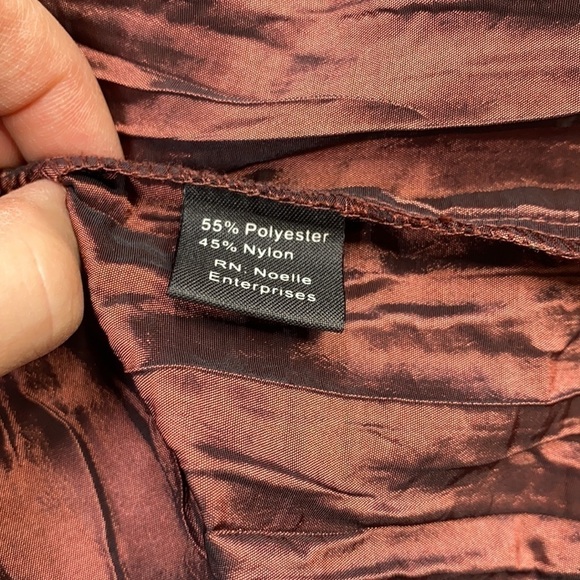 55% Polyester
45% Nylon
RN. Noelle
Enterprises